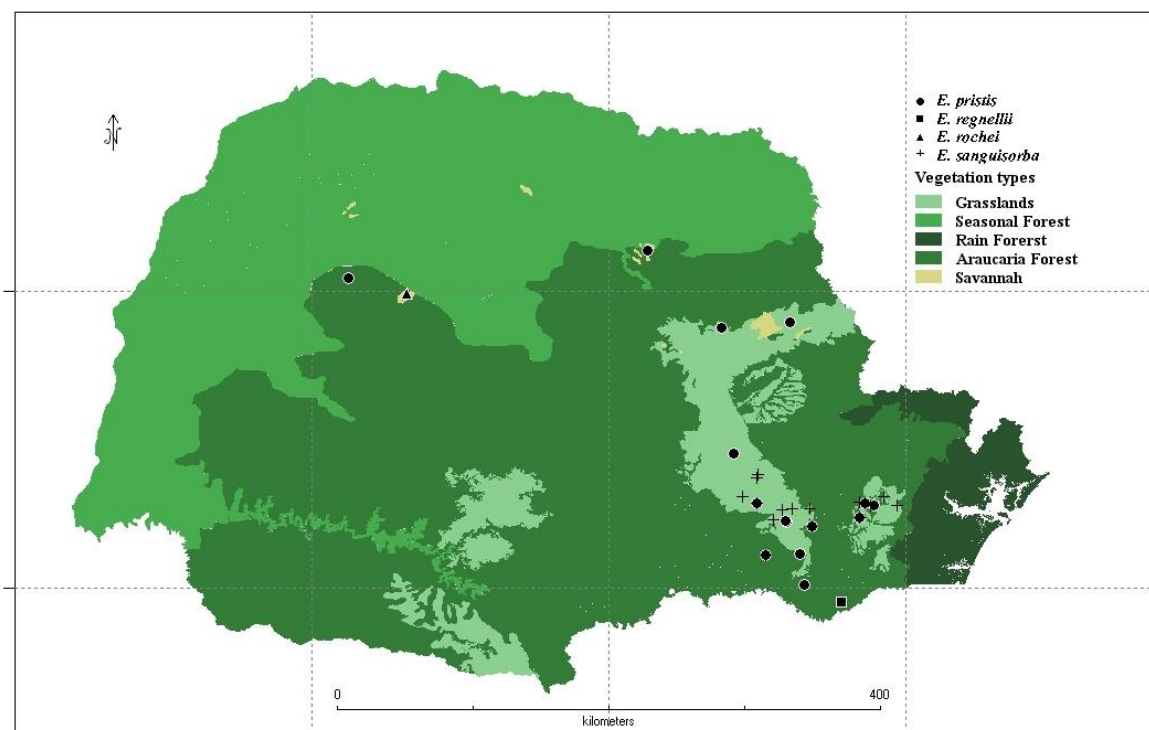 N
E. pristis
E. regnellii
E. rochei
E. sanguisorba
Vegetation types
Grasslands
Seasonal Forest
Rain Forerst
Araucaria Forest
Savannah
0 400
kilometers